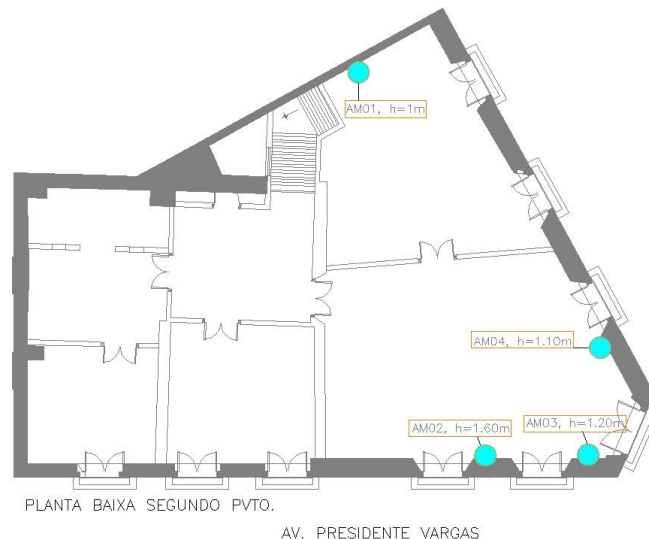 AM01, h=1m
AM04, h=1.10m
AM02, h=1.60m
AM03, h=1.20m
PLANTA BAIXA SEGUNDO PVTO.
AV. PRESIDENTE VARGAS